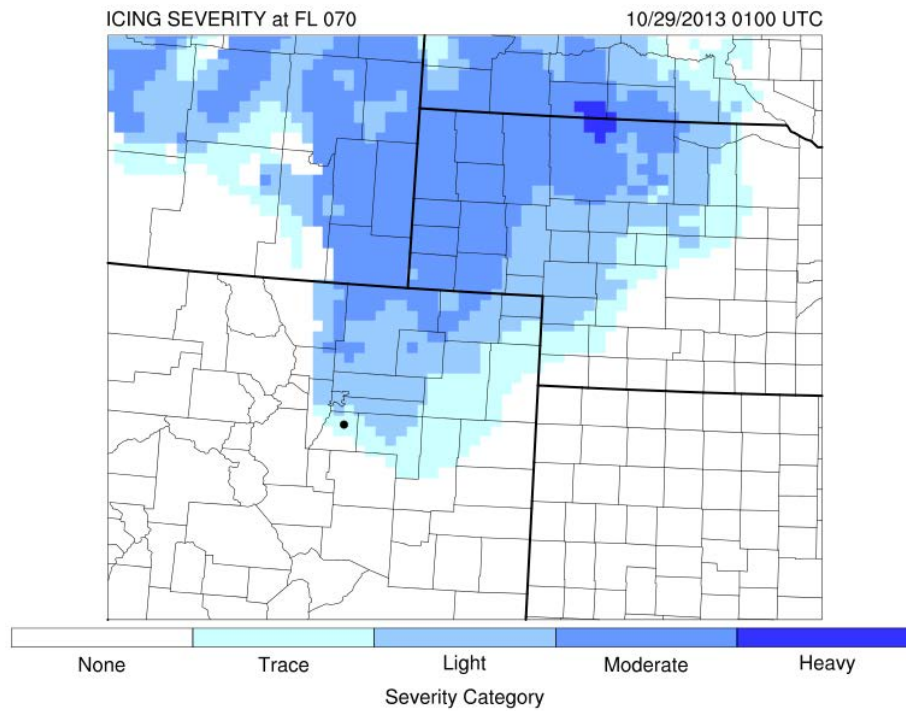 ICING SEVERITY at FL 070 10/29/2013 0100 UTC
None Trace Light Moderate Heavy
Severity Category